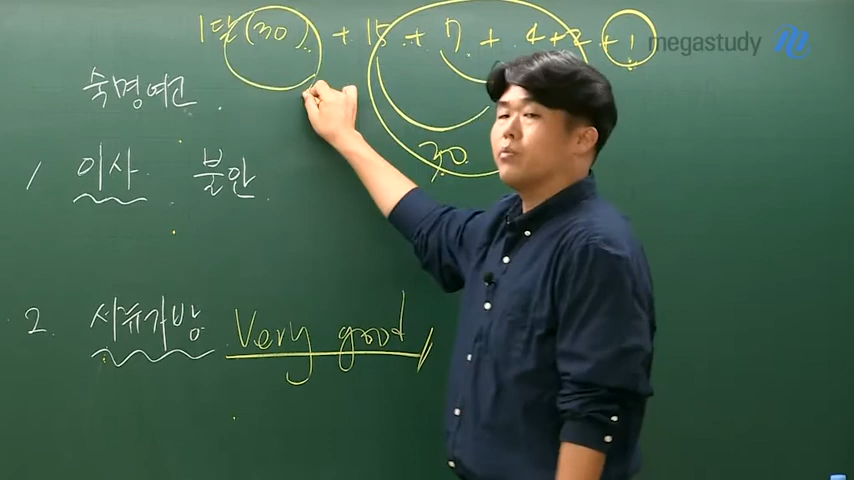 1달(30) + 15 + 7 + 4 + 2 + 1
megastudy
숙명여고
30
1 이사 불안
2. 서류가방 Very good